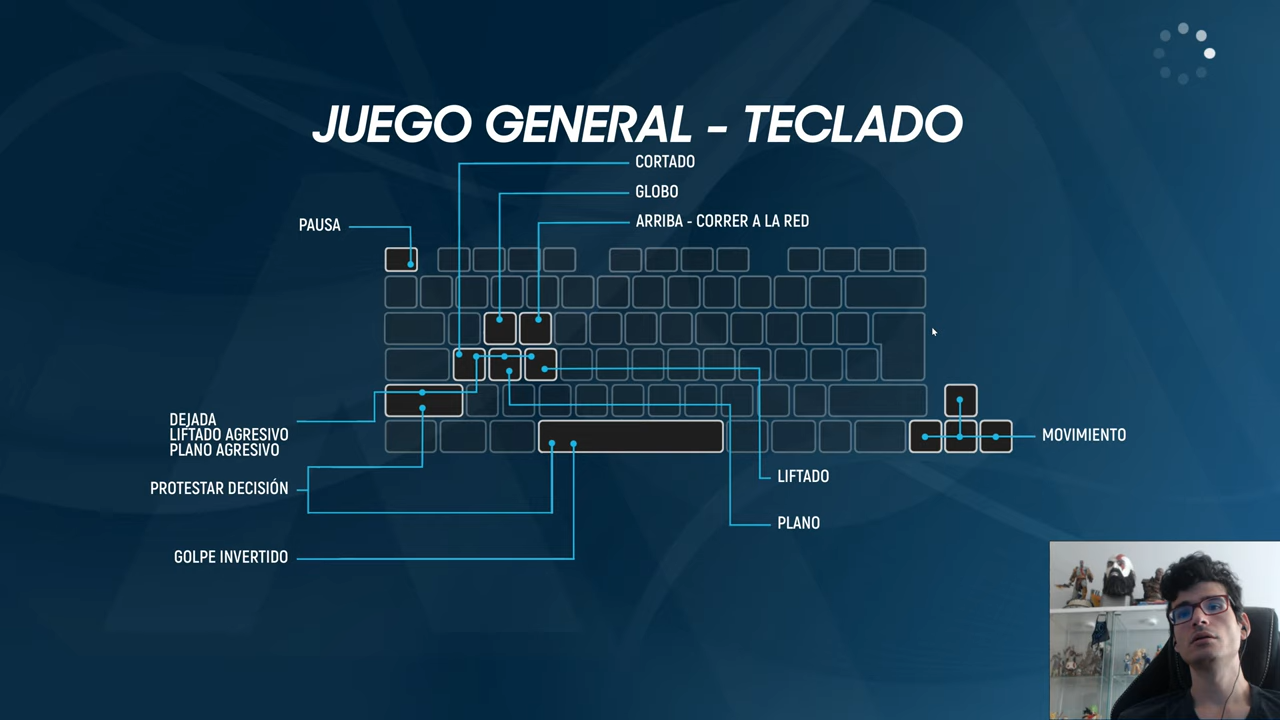 JUEGO GENERAL - TECLADO
CORTADO
GLOBO
ARRIBA - CORRER A LA RED
PAUSA
DEJADA
LIFTADO AGRESIVO
PLANO AGRESIVO
MOVIMIENTO
PROTESTAR DECISIÓN
LIFTADO
PLANO
GOLPE INVERTIDO